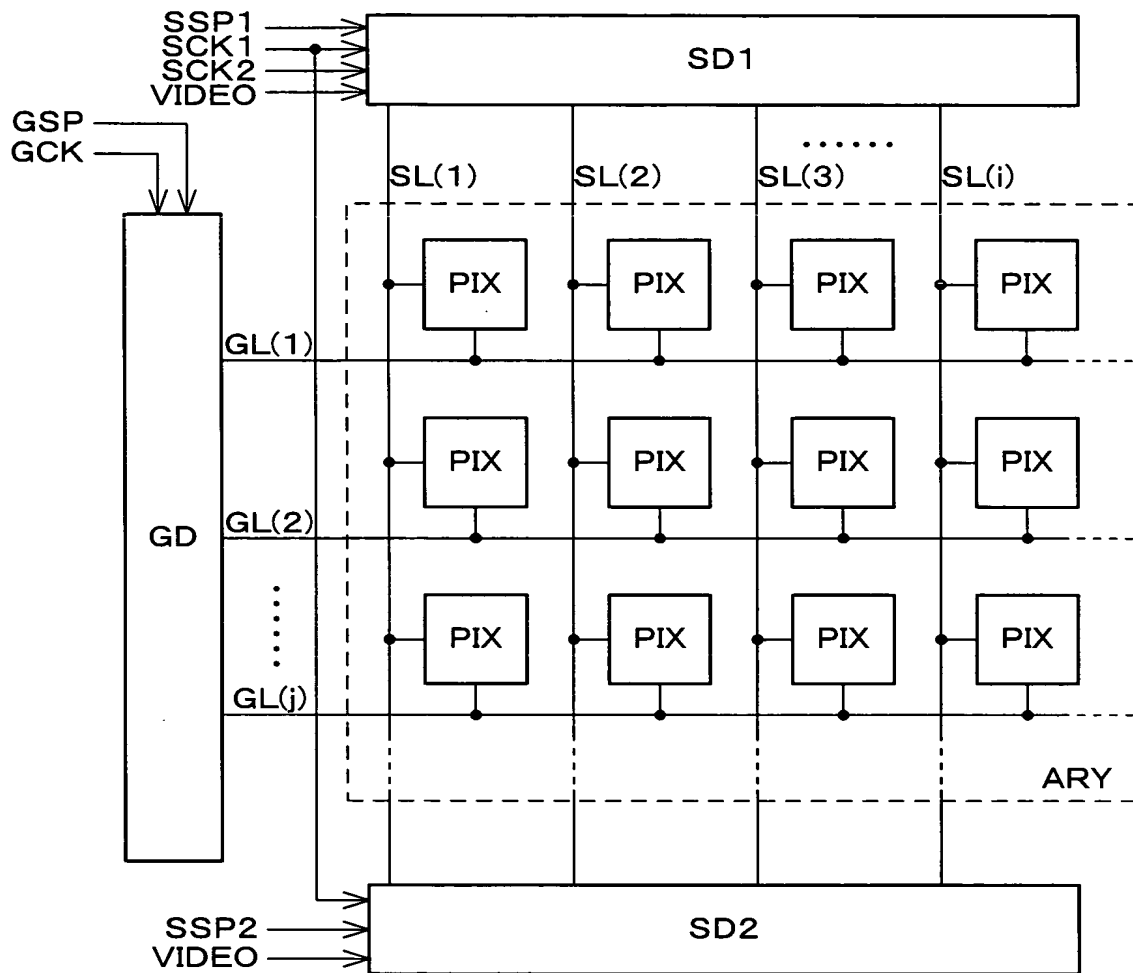 SSP1
SCK1
SCK2
VIDEO
SD1
GSP
GCK
......
SL(1)
SL(2)
SL(3)
SL(i)
PIX
PIX
PIX
PIX
GL(1)
PIX
PIX
PIX
PIX
GL(2)
GD
......
PIX
PIX
PIX
PIX
GL(j)
ARY
SSP2
VIDEO
SD2